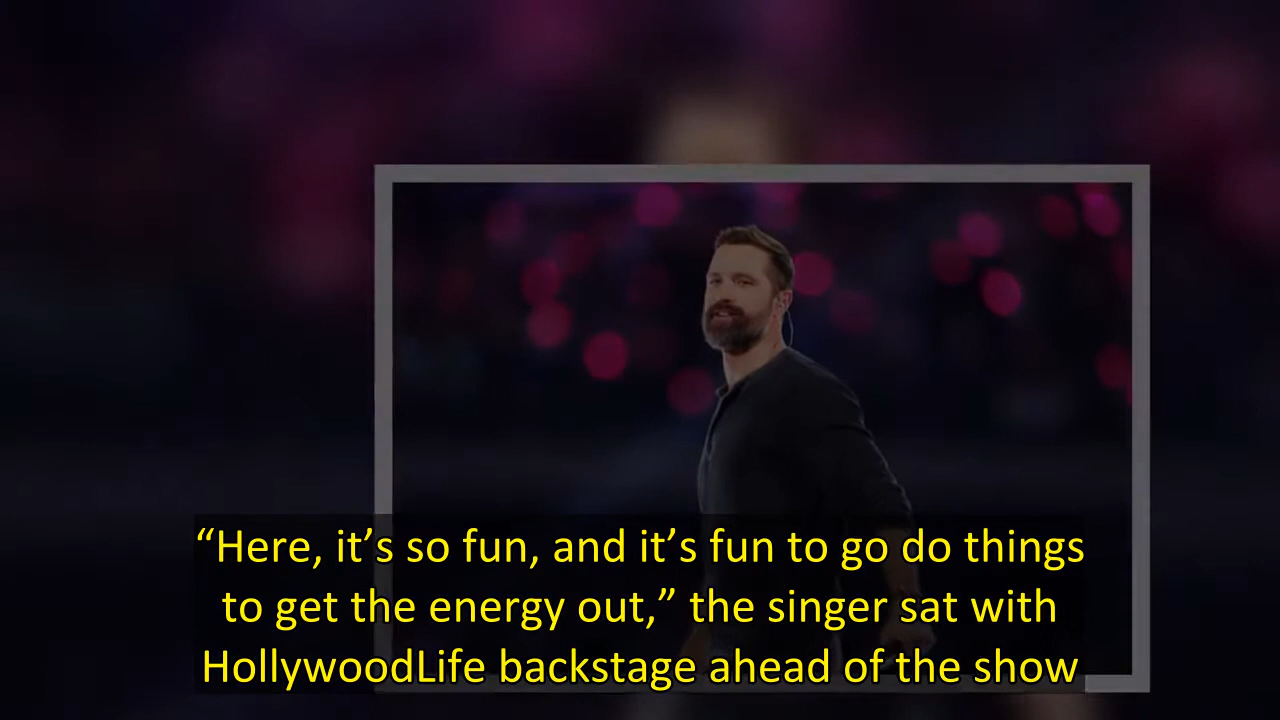 “Here, it’s so fun, and it’s fun to go do things
to get the energy out,” the singer sat with
HollywoodLife backstage ahead of the show